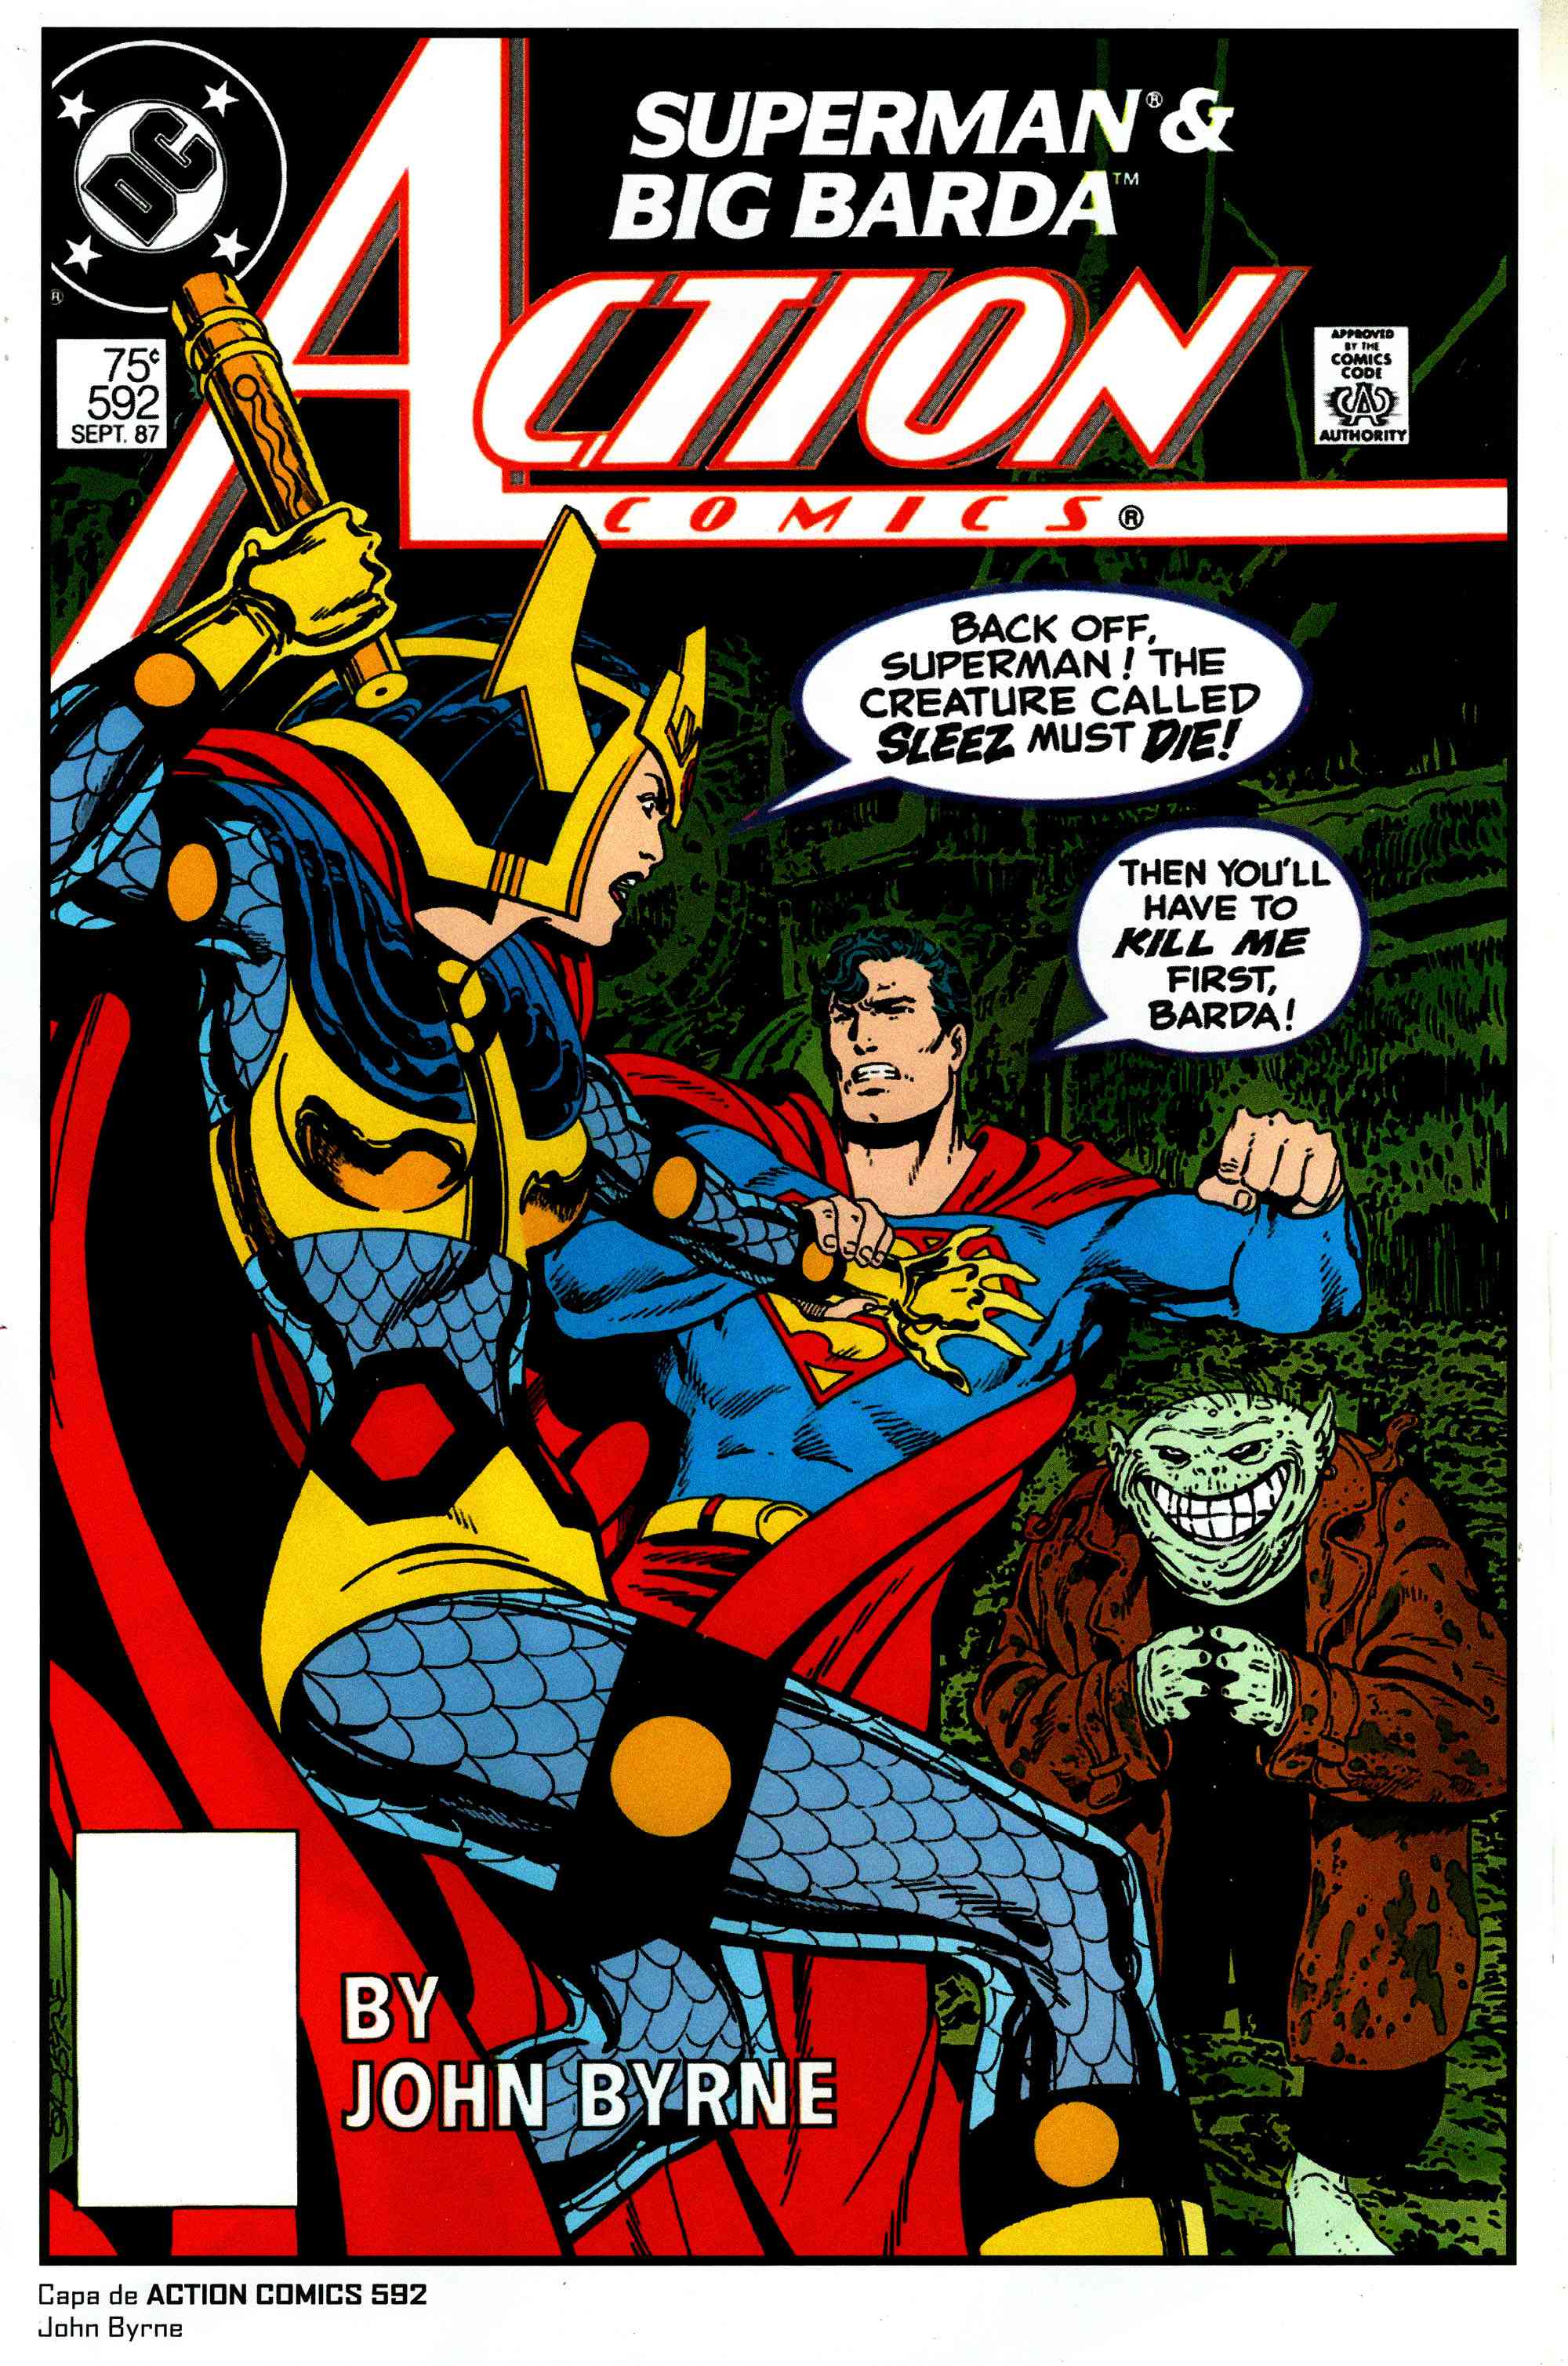 DC
SUPERMAN® &
BIG BARDA™
ACTION
COMICS®
®
75¢
592
SEPT. 87
APPROVED
BY THE
COMICS
CODE
CA
AUTHORITY
BACK OFF,
SUPERMAN! THE
CREATURE CALLED
SLEEZ MUST DIE!
THEN YOU'LL
HAVE TO
KILL ME
FIRST,
BARDA!
S
BY
JOHN BYRNE
BYRNE
Capa de ACTION COMICS 592
John Byrne